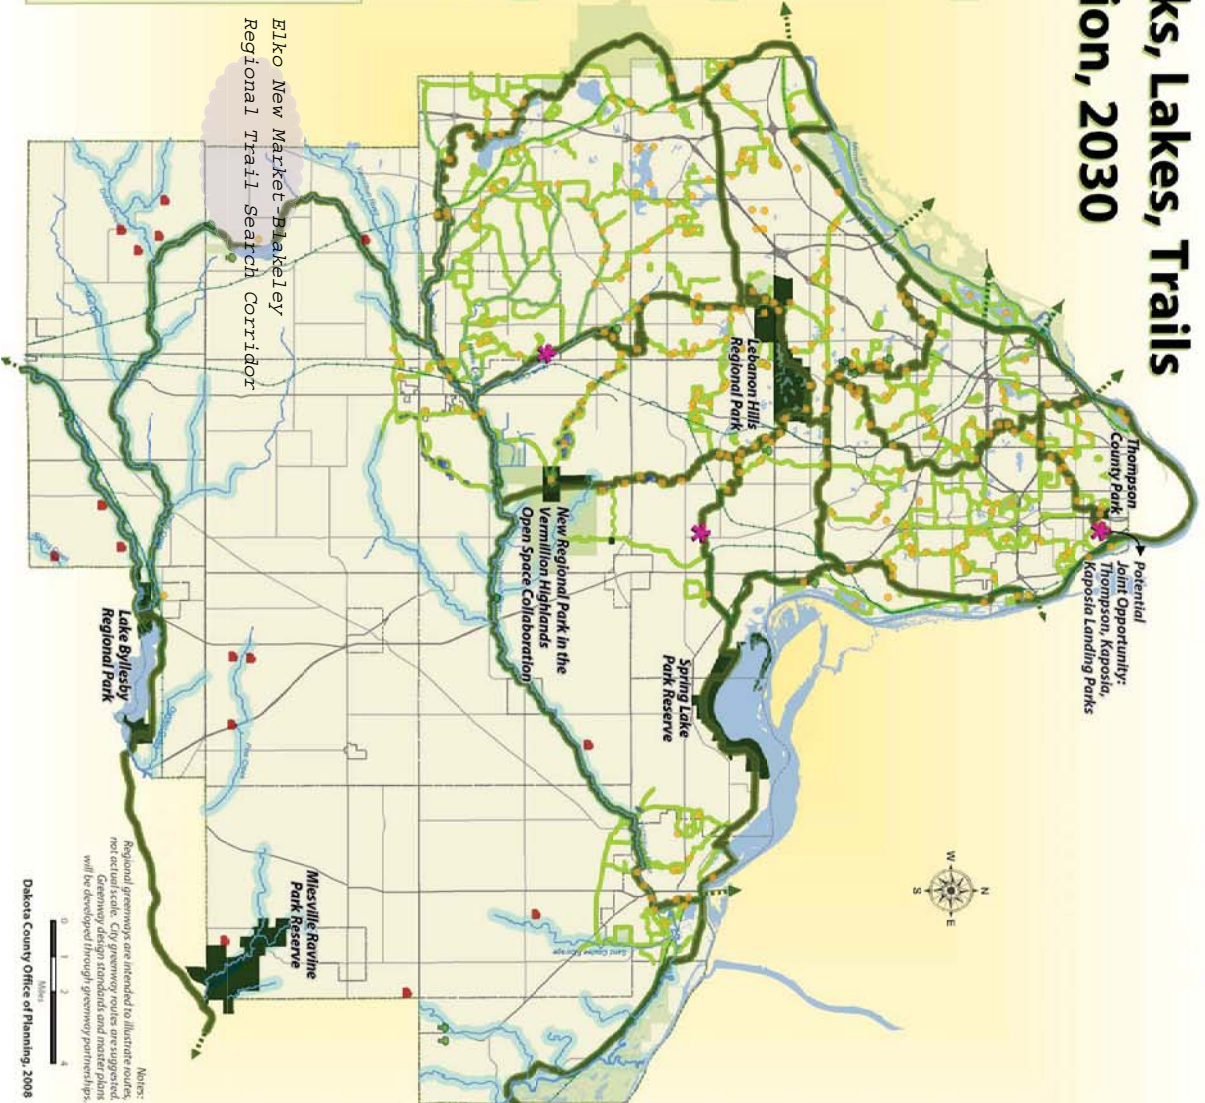 ks, Lakes, Trails
ion, 2030
Elko New Market-Blakeley
Regional Trail Search Corridor
Lebanon Hills
Regional Park
Thompson
County Park
Potential
Joint Opportunity:
Thompson, Kaposia,
Kaposia Landing Parks
New Regional Park in the
Vermillion Highlands
Open Space Collaboration
Spring Lake
Park Reserve
Lake Byllesby
Regional Park
Miesville Ravine
Park Reserve
N
W
E
S
Notes:
Regional greenways are intended to illustrate routes,
not actual scale. City greenway routes are suggested.
Greenway design standards and master plans
will be developed through greenway partnerships.
0 1 2 4
Miles
Dakota County Office of Planning, 2008